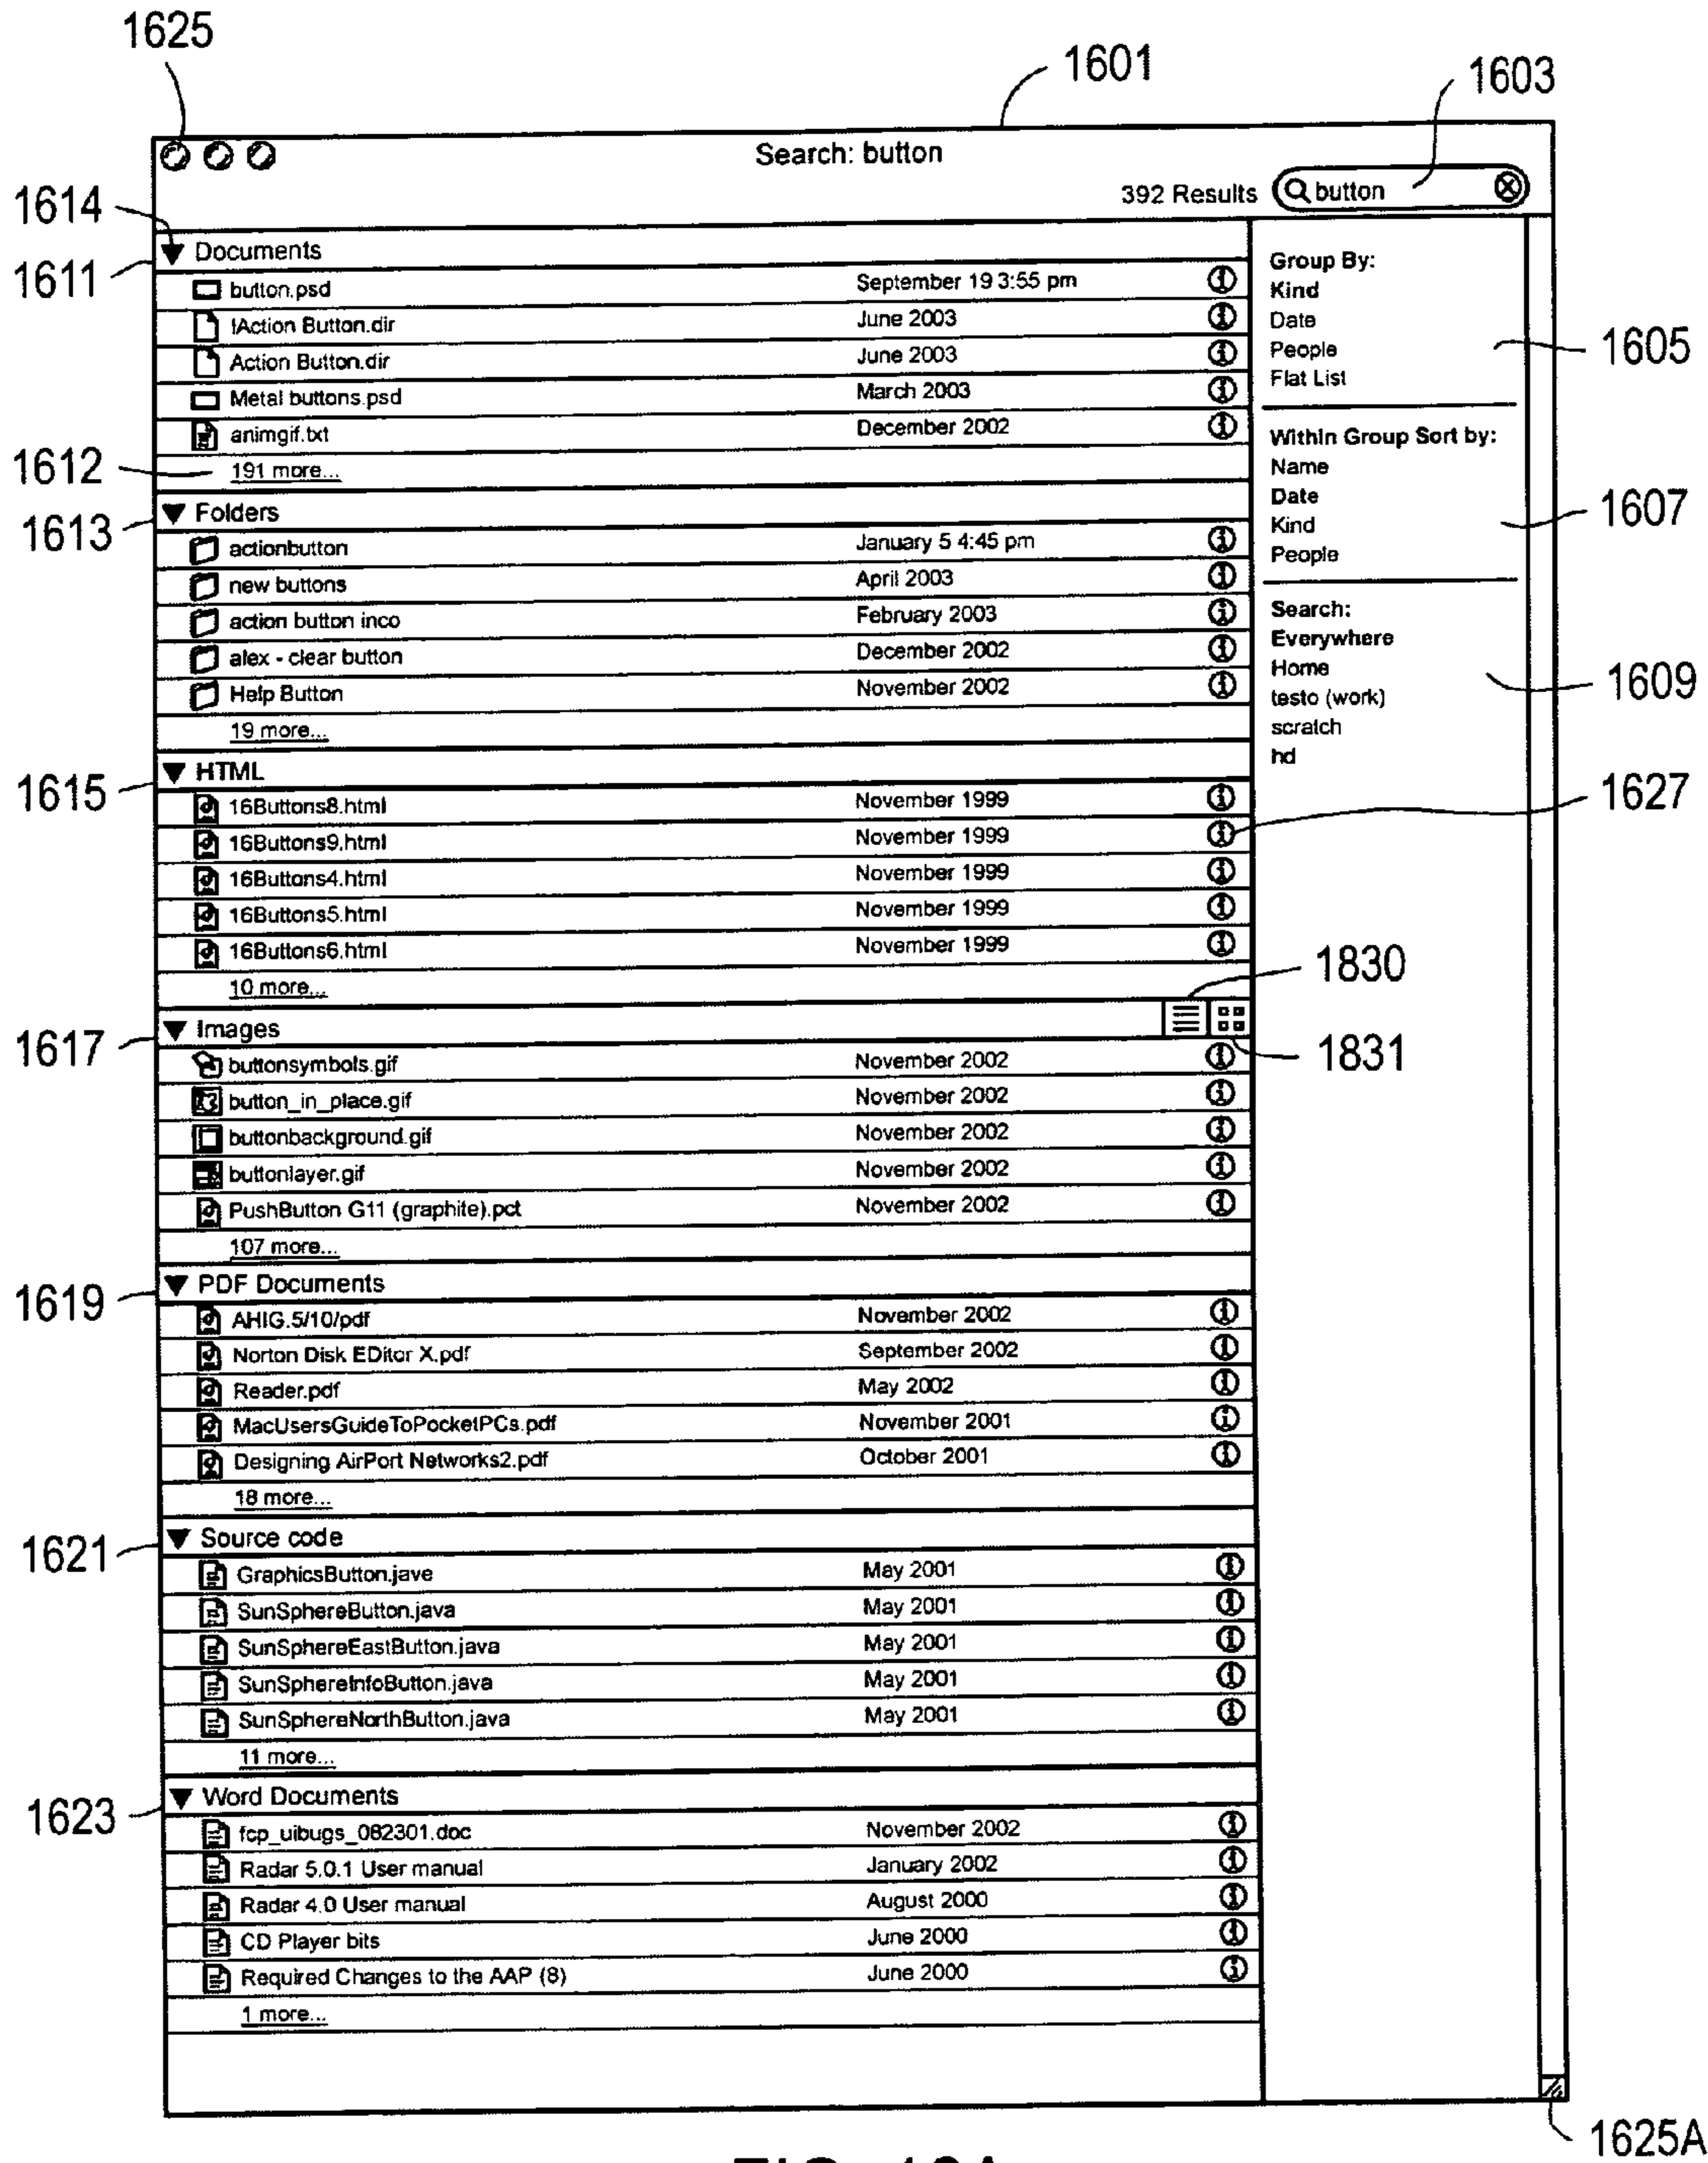 1625
1601
1603
Search: button
392 Results
button
1614
1611
Documents
button.psd September 19 3:55 pm
!Action Button.dir June 2003
Action Button.dir June 2003
Metal buttons.psd March 2003
animgif.txt December 2002
1612
191 more...
Group By:
Kind
Date
People
Flat List
1605
Within Group Sort by:
Name
Date
Kind
People
1607
Search:
Everywhere
Home
testo (work)
scratch
hd
1609
1613
Folders
actionbutton January 5 4:45 pm
new buttons April 2003
action button inco February 2003
alex - clear button December 2002
Help Button November 2002
19 more...
1615
HTML
16Buttons8.html November 1999
16Buttons9.html November 1999
16Buttons4.html November 1999
16Buttons5.html November 1999
16Buttons6.html November 1999
10 more...
1627
1830
1831
1617
Images
buttonsymbols.gif November 2002
button_in_place.gif November 2002
buttonbackground.gif November 2002
buttonlayer.gif November 2002
PushButton G11 (graphite).pct November 2002
107 more...
1619
PDF Documents
AHIG.5/10/pdf November 2002
Norton Disk EDitor X.pdf September 2002
Reader.pdf May 2002
MacUsersGuideToPocketPCs.pdf November 2001
Designing AirPort Networks2.pdf October 2001
18 more...
1621
Source code
GraphicsButton.jave May 2001
SunSphereButton.java May 2001
SunSphereEastButton.java May 2001
SunSphereInfoButton.java May 2001
SunSphereNorthButton.java May 2001
11 more...
1623
Word Documents
fcp_uibugs_082301.doc November 2002
Radar 5.0.1 User manual January 2002
Radar 4.0 User manual August 2000
CD Player bits June 2000
Required Changes to the AAP (8) June 2000
1 more...
1625A